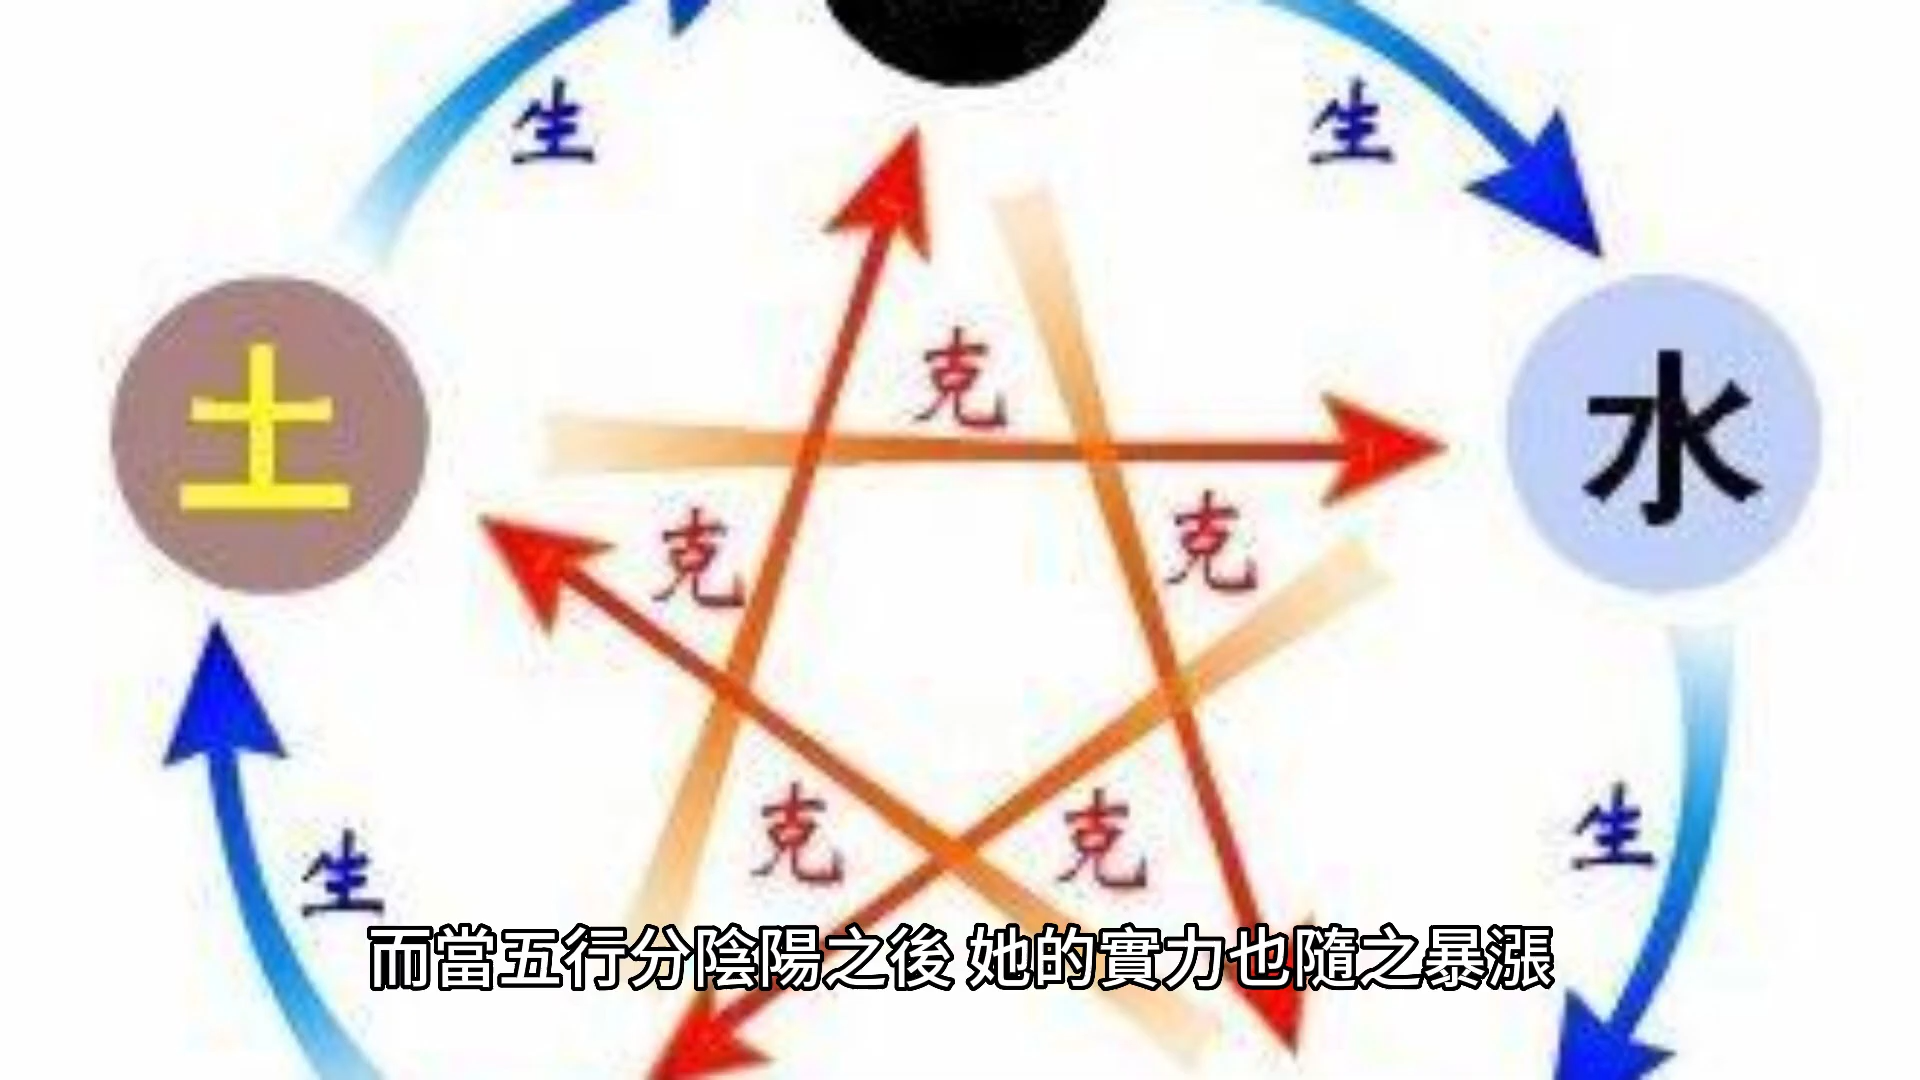 生
生
土
水
克
克
克
克
克
生
生
而當五行分陰陽之後 她的實力也隨之暴漲